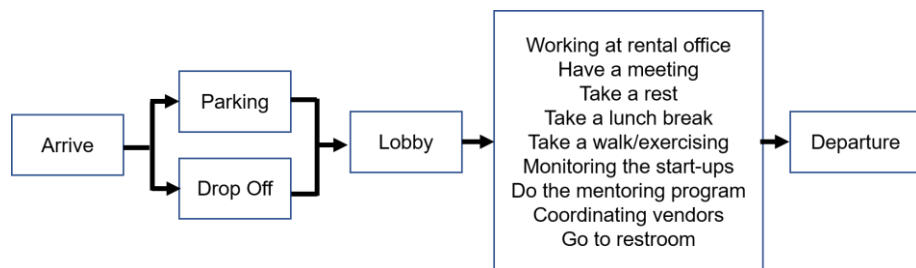 Arrive
Parking
Drop Off
Lobby
Working at rental office
Have a meeting
Take a rest
Take a lunch break
Take a walk/exercising
Monitoring the start-ups
Do the mentoring program
Coordinating vendors
Go to restroom
Departure